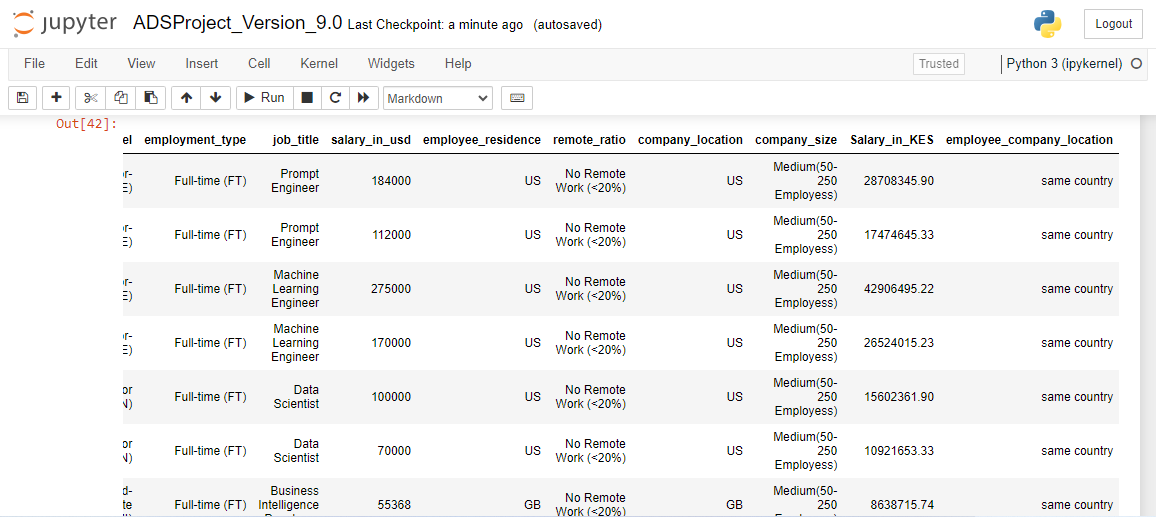 jupyter ADSProject_Version_9.0 Last Checkpoint: a minute ago (autosaved) Logout
File Edit View Insert Cell Kernel Widgets Help Trusted Python 3 (ipykernel)
Run Markdown
Out[42]:
el employment_type job_title salary_in_usd employee_residence remote_ratio company_location company_size Salary_in_KES employee_company_location
or- Prompt No Remote Medium(50-
E) Full-time (FT) Engineer 184000 US Work (<20%) US 250 28708345.90 same country
Employess)
or- Prompt No Remote Medium(50-
E) Full-time (FT) Engineer 112000 US Work (<20%) US 250 17474645.33 same country
Employess)
or- Machine No Remote Medium(50-
E) Full-time (FT) Learning 275000 US Work (<20%) US 250 42906495.22 same country
Engineer Employess)
or- Machine No Remote Medium(50-
E) Full-time (FT) Learning 170000 US Work (<20%) US 250 26524015.23 same country
Engineer Employess)
or Data No Remote Medium(50-
N) Full-time (FT) Scientist 100000 US Work (<20%) US 250 15602361.90 same country
Employess)
or Data No Remote Medium(50-
N) Full-time (FT) Scientist 70000 US Work (<20%) US 250 10921653.33 same country
Employess)
d- Business No Remote Medium(50-
te Full-time (FT) Intelligence 55368 GB Work (<20%) GB 250 8638715.74 same country